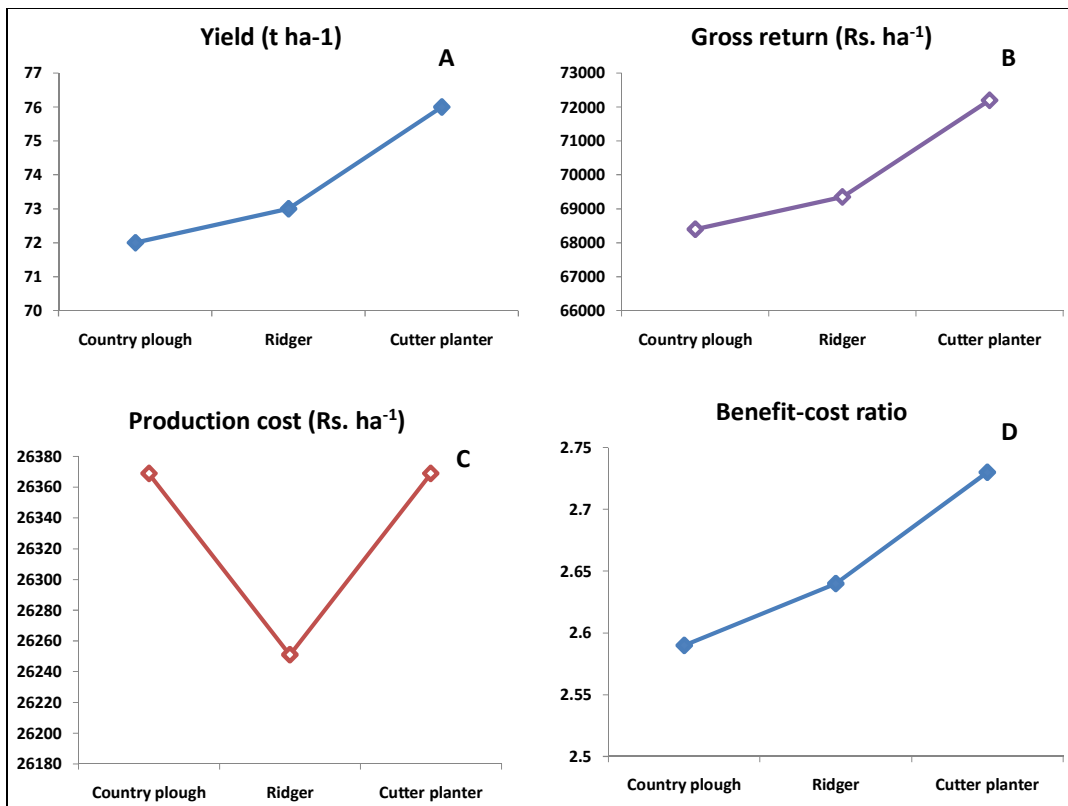 Yield (t ha-1)
A
77
76
75
74
73
72
71
70
Country plough Ridger Cutter planter
Gross return (Rs. ha⁻¹)
B
73000
72000
71000
70000
69000
68000
67000
66000
Country plough Ridger Cutter planter
Production cost (Rs. ha⁻¹)
C
26380
26360
26340
26320
26300
26280
26260
26240
26220
26200
26180
Country plough Ridger Cutter planter
Benefit-cost ratio
D
2.75
2.7
2.65
2.6
2.55
2.5
Country plough Ridger Cutter planter